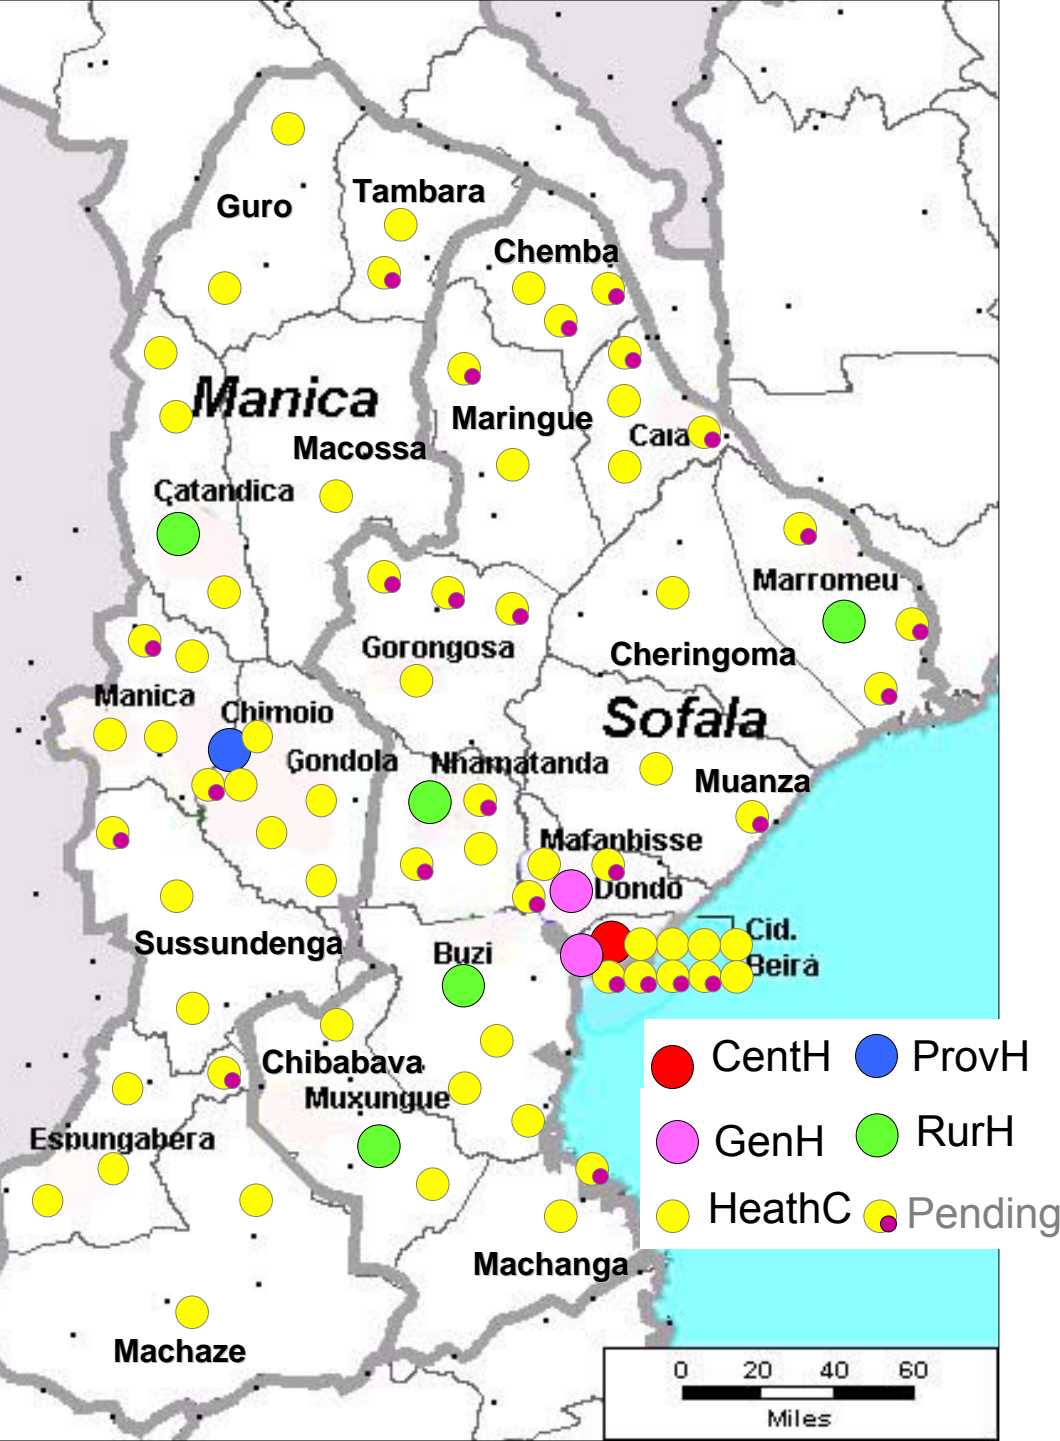 Tambara
Guro
Chemba
Manica
Maringue
Caia
Macossa
Catandica
Marromeu
Gorongosa
Cheringoma
Manica
Chimoio
Sofala
Gondola
Nhamatanda
Muanza
Mafanbisse
Dondo
Cid.
Beira
Sussundenga
Buzi
Chibabava
Muxungue
Espungabera
CentH
ProvH
GenH
RurH
HeathC
Pending
Machanga
Machaze
0 20 40 60
Miles